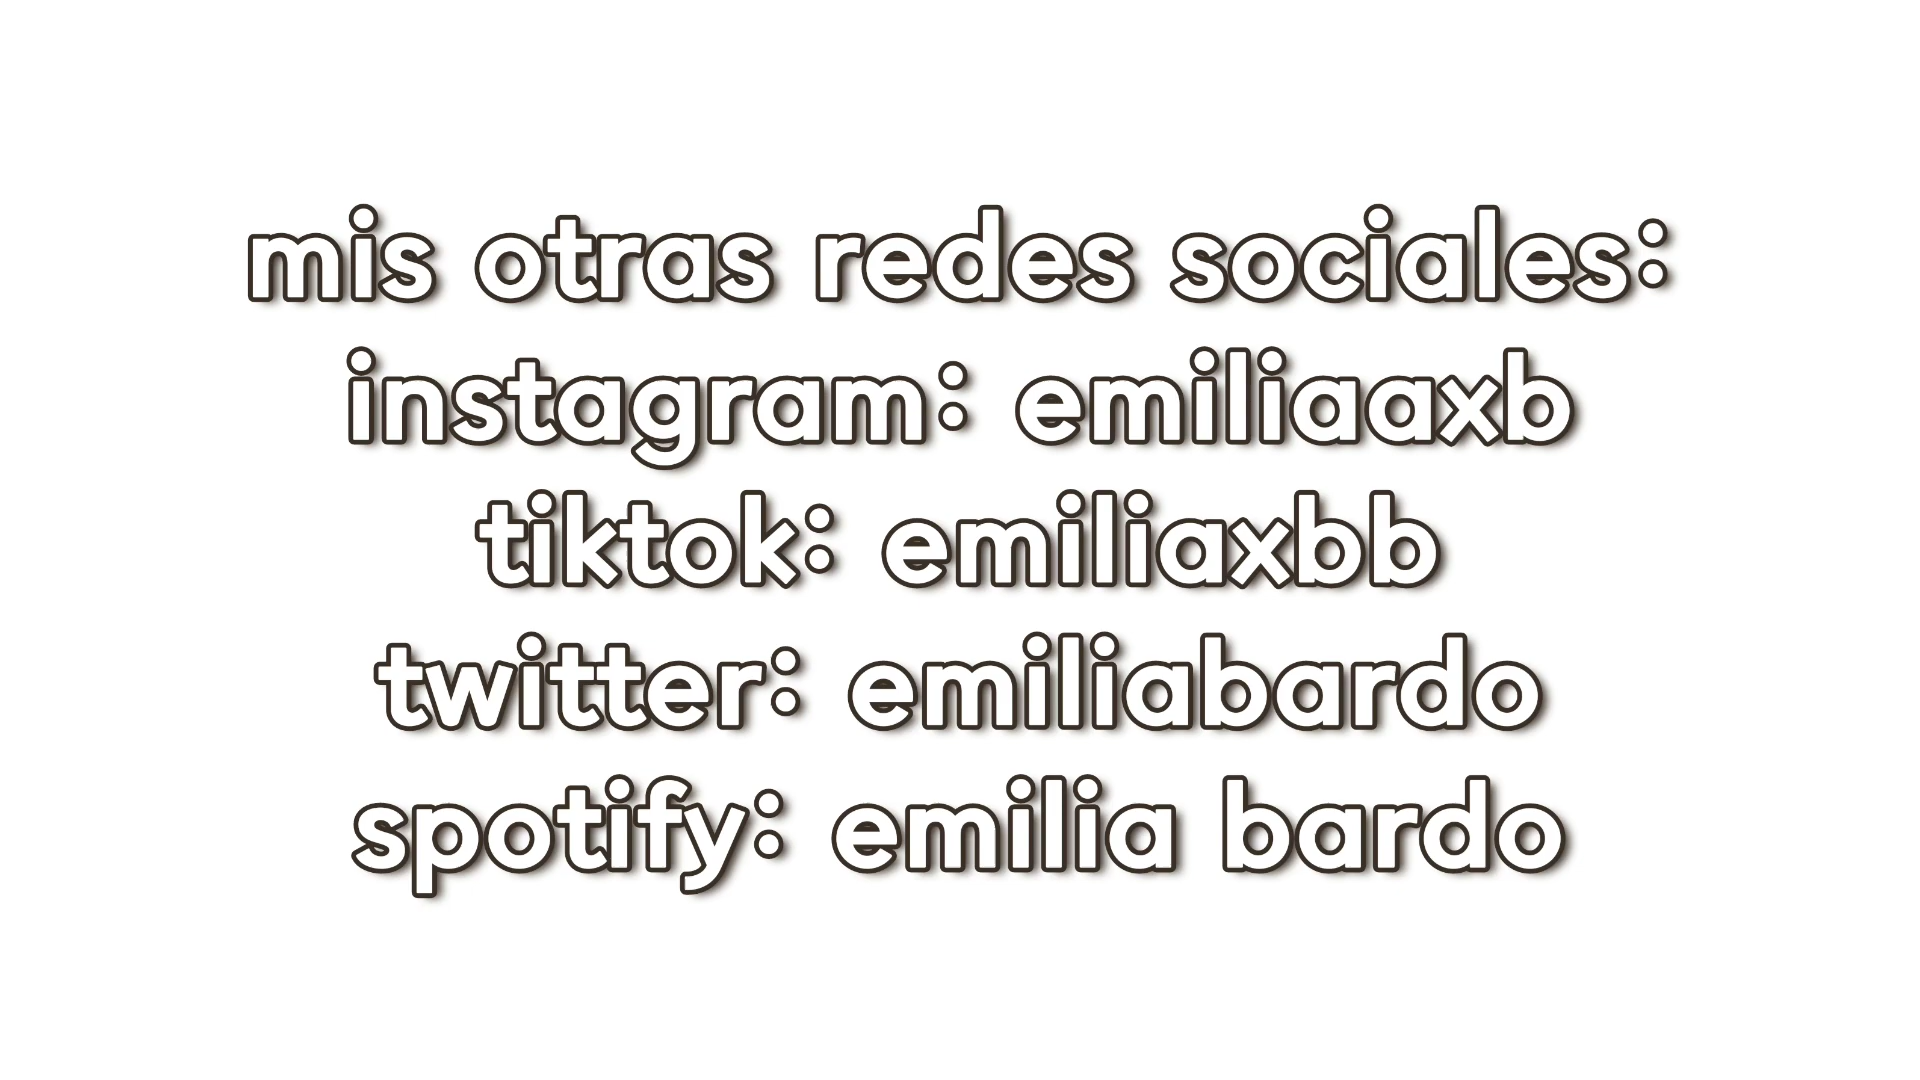 mis otras redes sociales:
instagram: emiliaaxb
tiktok: emiliaxbb
twitter: emiliabardo
spotify: emilia bardo